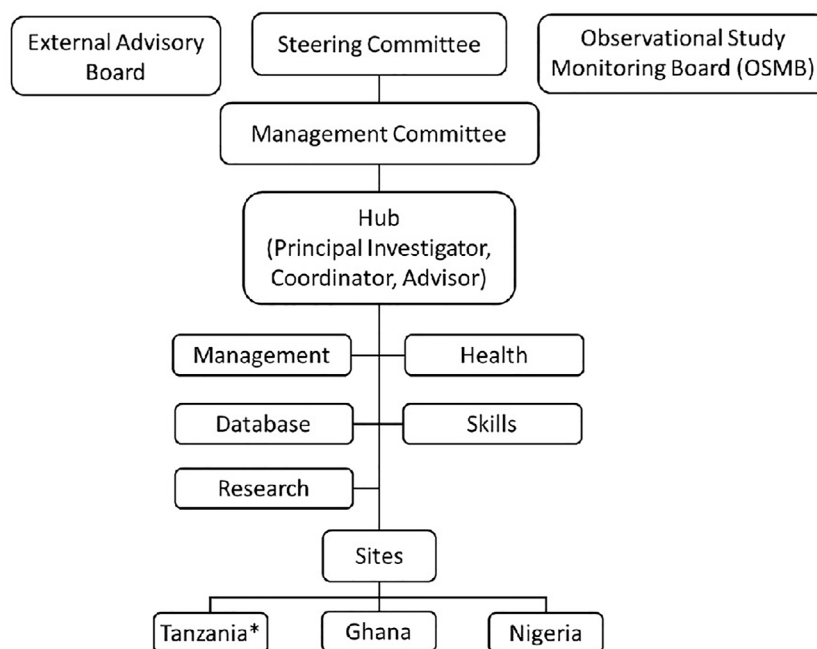 External Advisory
Board
Steering Committee
Observational Study
Monitoring Board (OSMB)
Management Committee
Hub
(Principal Investigator,
Coordinator, Advisor)
Management
Health
Database
Skills
Research
Sites
Tanzania*
Ghana
Nigeria